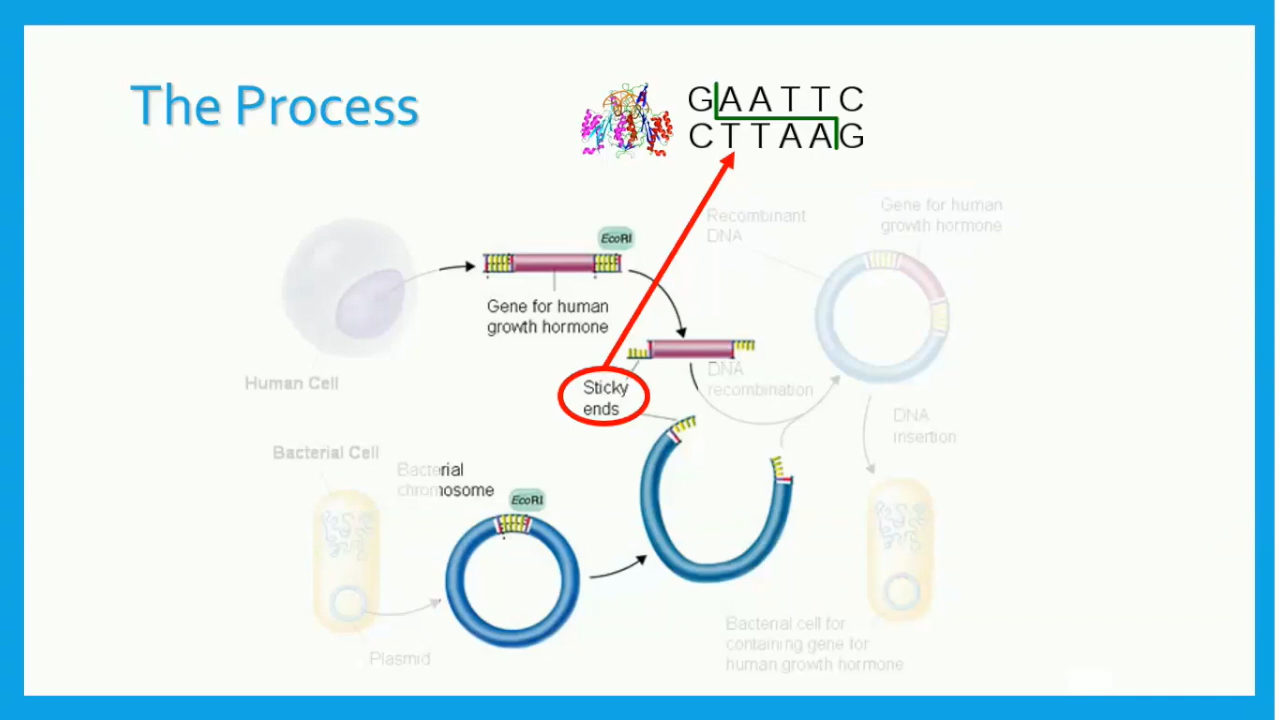 The Process
G A A T T C
C T T A A G
Recombinant
DNA
Gene for human
growth hormone
EcoRI
Gene for human
growth hormone
Human Cell
Sticky
ends
DNA
recombination
DNA
insertion
Bacterial Cell
Bacterial
chromosome
EcoRI
Plasmid
Bacterial cell for
containing gene for
human growth hormone